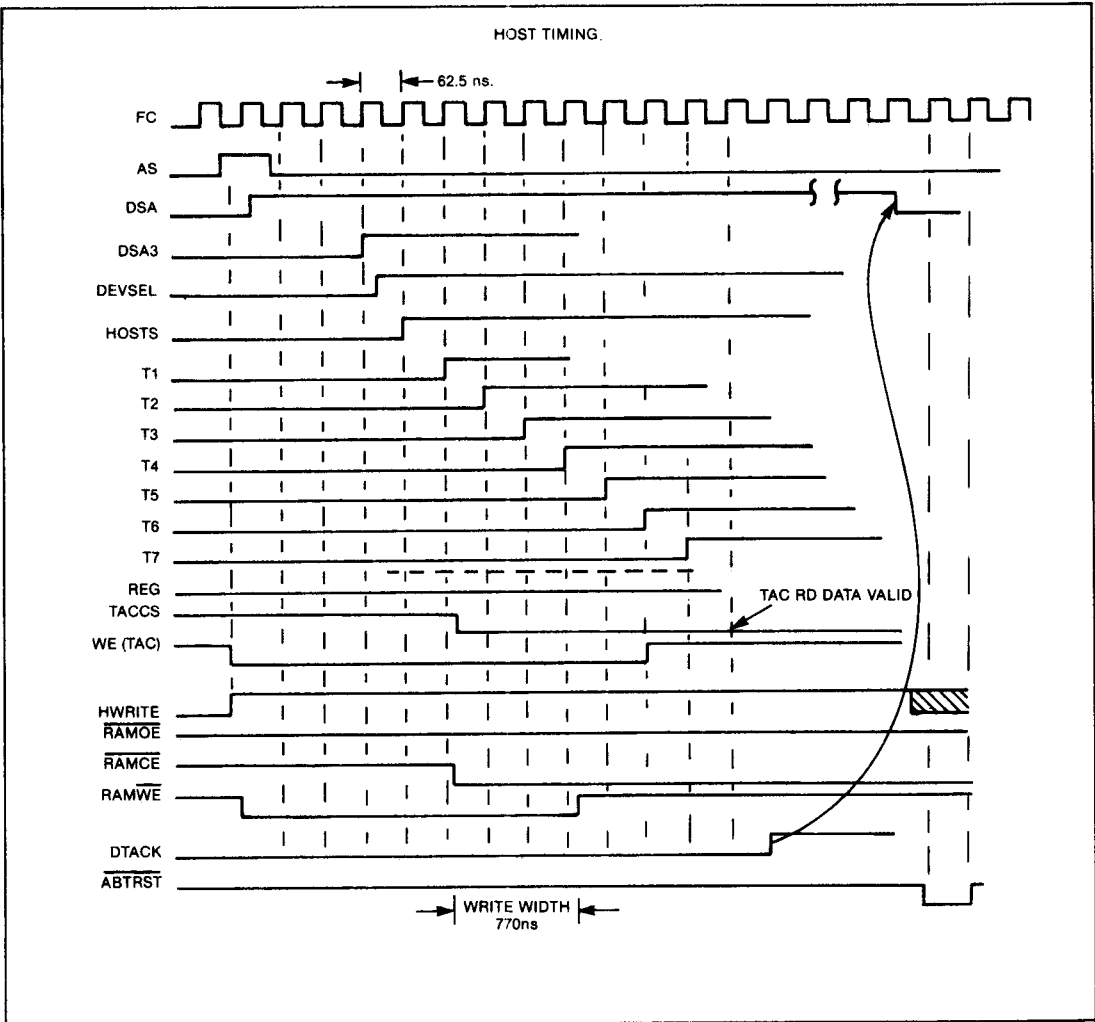 HOST TIMING.
62.5 ns.
FC
AS
DSA
DSA3
DEVSEL
HOSTS
T1
T2
T3
T4
T5
T6
T7
REG
TACCS
TAC RD DATA VALID
WE (TAC)
HWRITE
RAMOE
RAMCE
RAMWE
DTACK
ABTRST
WRITE WIDTH
770ns